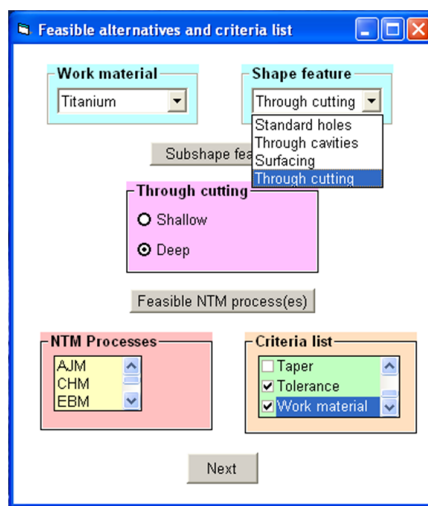 Feasible alternatives and criteria list
Work material
Shape feature
Titanium
Through cutting
Standard holes
Through cavities
Surfacing
Through cutting
Subshape
Through cutting
Shallow
Deep
Feasible NTM process(es)
NTM Processes
Criteria list
AJM
CHM
EBM
Taper
Tolerance
Work material
Next